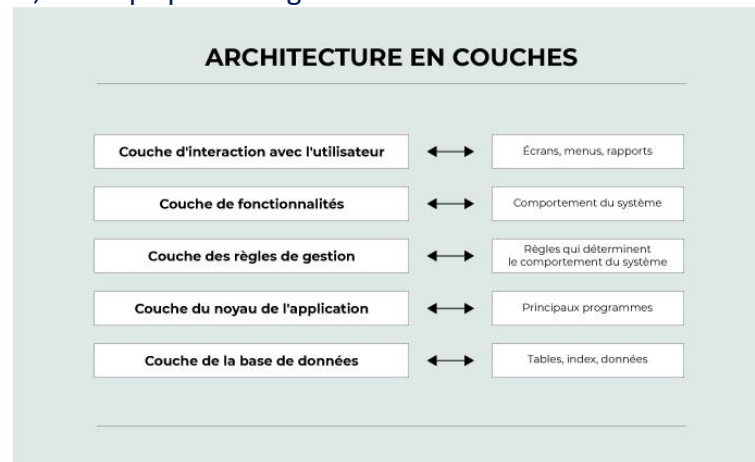 ARCHITECTURE EN COUCHES
Couche d'interaction avec l'utilisateur
Écrans, menus, rapports
Couche de fonctionnalités
Comportement du système
Couche des règles de gestion
Règles qui déterminent
le comportement du système
Couche du noyau de l'application
Principaux programmes
Couche de la base de données
Tables, index, données